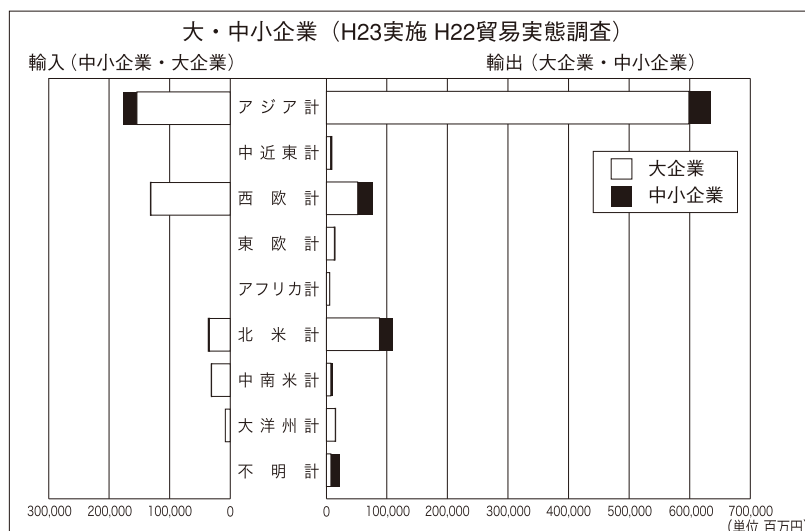 大・中小企業（H23実施 H22貿易実態調査）
輸入（中小企業・大企業）
輸出（大企業・中小企業）
アジア計
中近東計
西欧計
東欧計
アフリカ計
北米計
中南米計
大洋州計
不明計
大企業
中小企業
300,000 200,000 100,000 0 0 100,000 200,000 300,000 400,000 500,000 600,000 700,000
（単位 百万円）